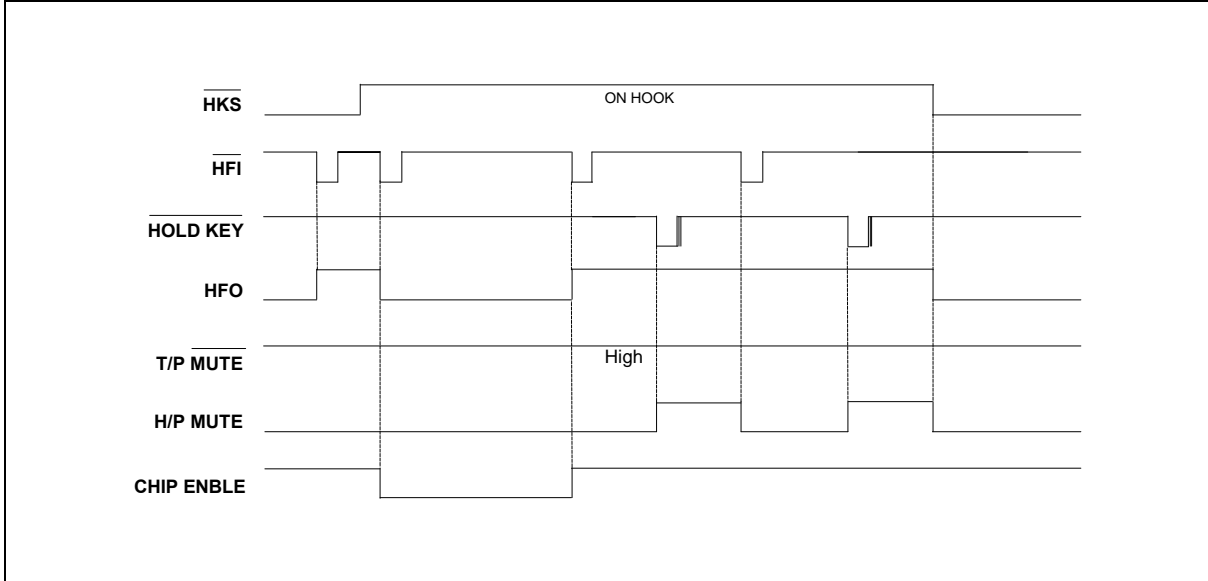 HKS
ON HOOK
HFI
HOLD KEY
HFO
T/P MUTE
High
H/P MUTE
CHIP ENBLE